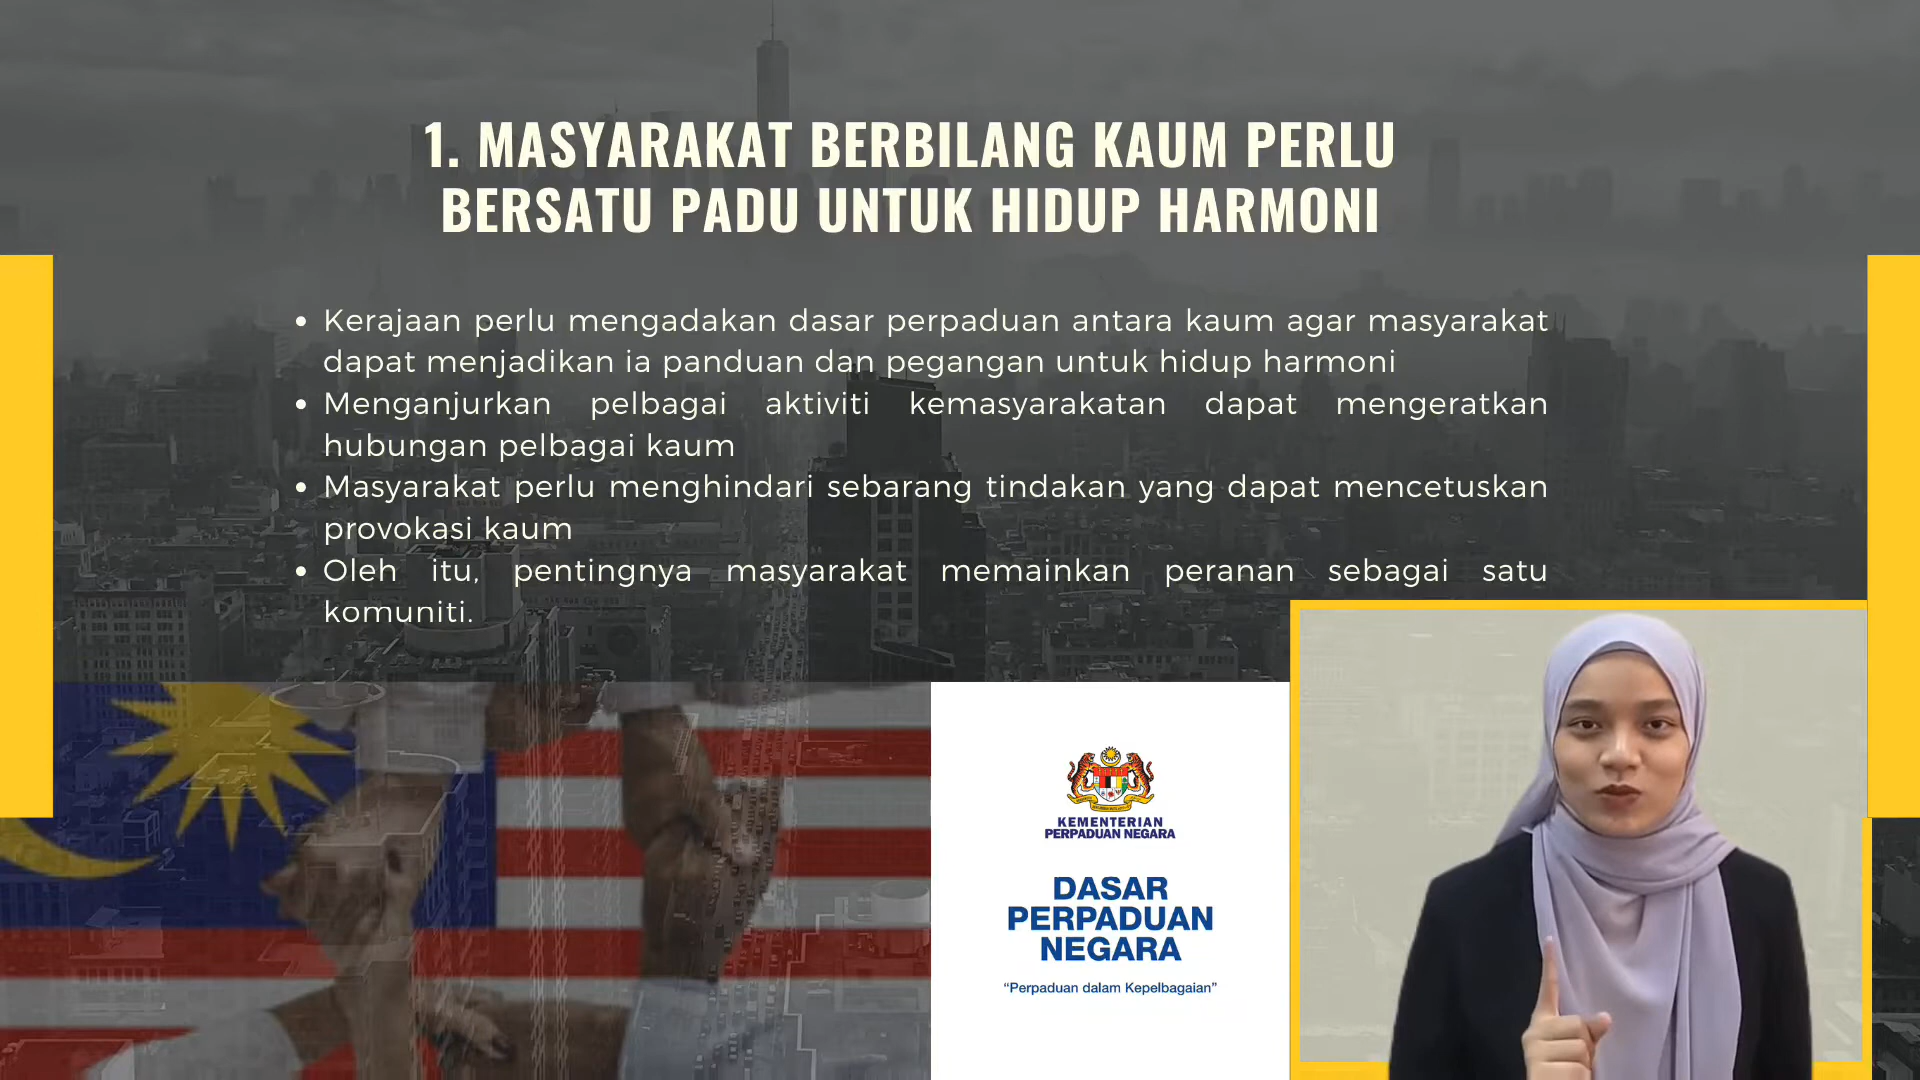 1. MASYARAKAT BERBILANG KAUM PERLU
BERSATU PADU UNTUK HIDUP HARMONI
• Kerajaan perlu mengadakan dasar perpaduan antara kaum agar masyarakat
dapat menjadikan ia panduan dan pegangan untuk hidup harmoni
• Menganjurkan pelbagai aktiviti kemasyarakatan dapat mengeratkan
hubungan pelbagai kaum
• Masyarakat perlu menghindari sebarang tindakan yang dapat mencetuskan
provokasi kaum
• Oleh itu, pentingnya masyarakat memainkan peranan sebagai satu
komuniti.
KEMENTERIAN
PERPADUAN NEGARA
DASAR
PERPADUAN
NEGARA
“Perpaduan dalam Kepelbagaian”